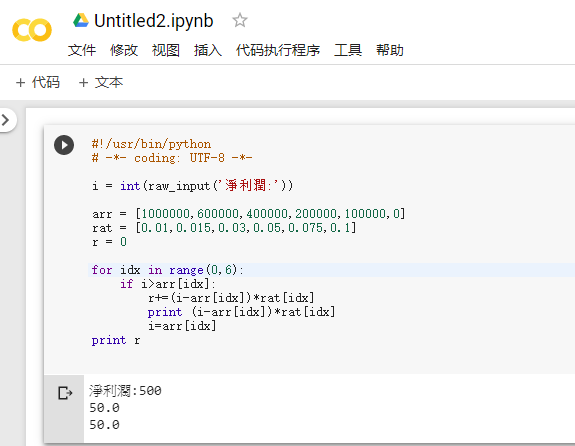 Untitled2.ipynb
文件 修改 视图 插入 代码执行程序 工具 帮助
+ 代码 + 文本
#!/usr/bin/python
# -*- coding: UTF-8 -*-
i = int(raw_input('淨利潤:'))
arr = [1000000,600000,400000,200000,100000,0]
rat = [0.01,0.015,0.03,0.05,0.075,0.1]
r = 0
for idx in range(0,6):
    if i>arr[idx]:
        r+=(i-arr[idx])*rat[idx]
        print (i-arr[idx])*rat[idx]
        i=arr[idx]
print r
淨利潤:500
50.0
50.0